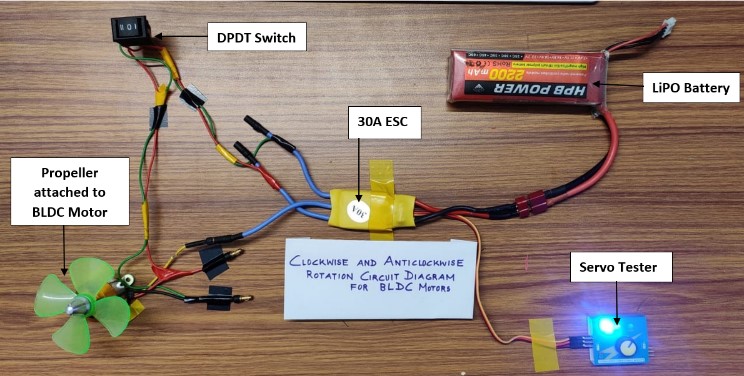 DPDT Switch
LiPO Battery
HPB POWER
2200
mAh
30A ESC
30A
Propeller
attached to
BLDC Motor
CLOCKWISE AND ANTICLOCKWISE
ROTATION CIRCUIT DIAGRAM
FOR BLDC MOTORS
Servo Tester